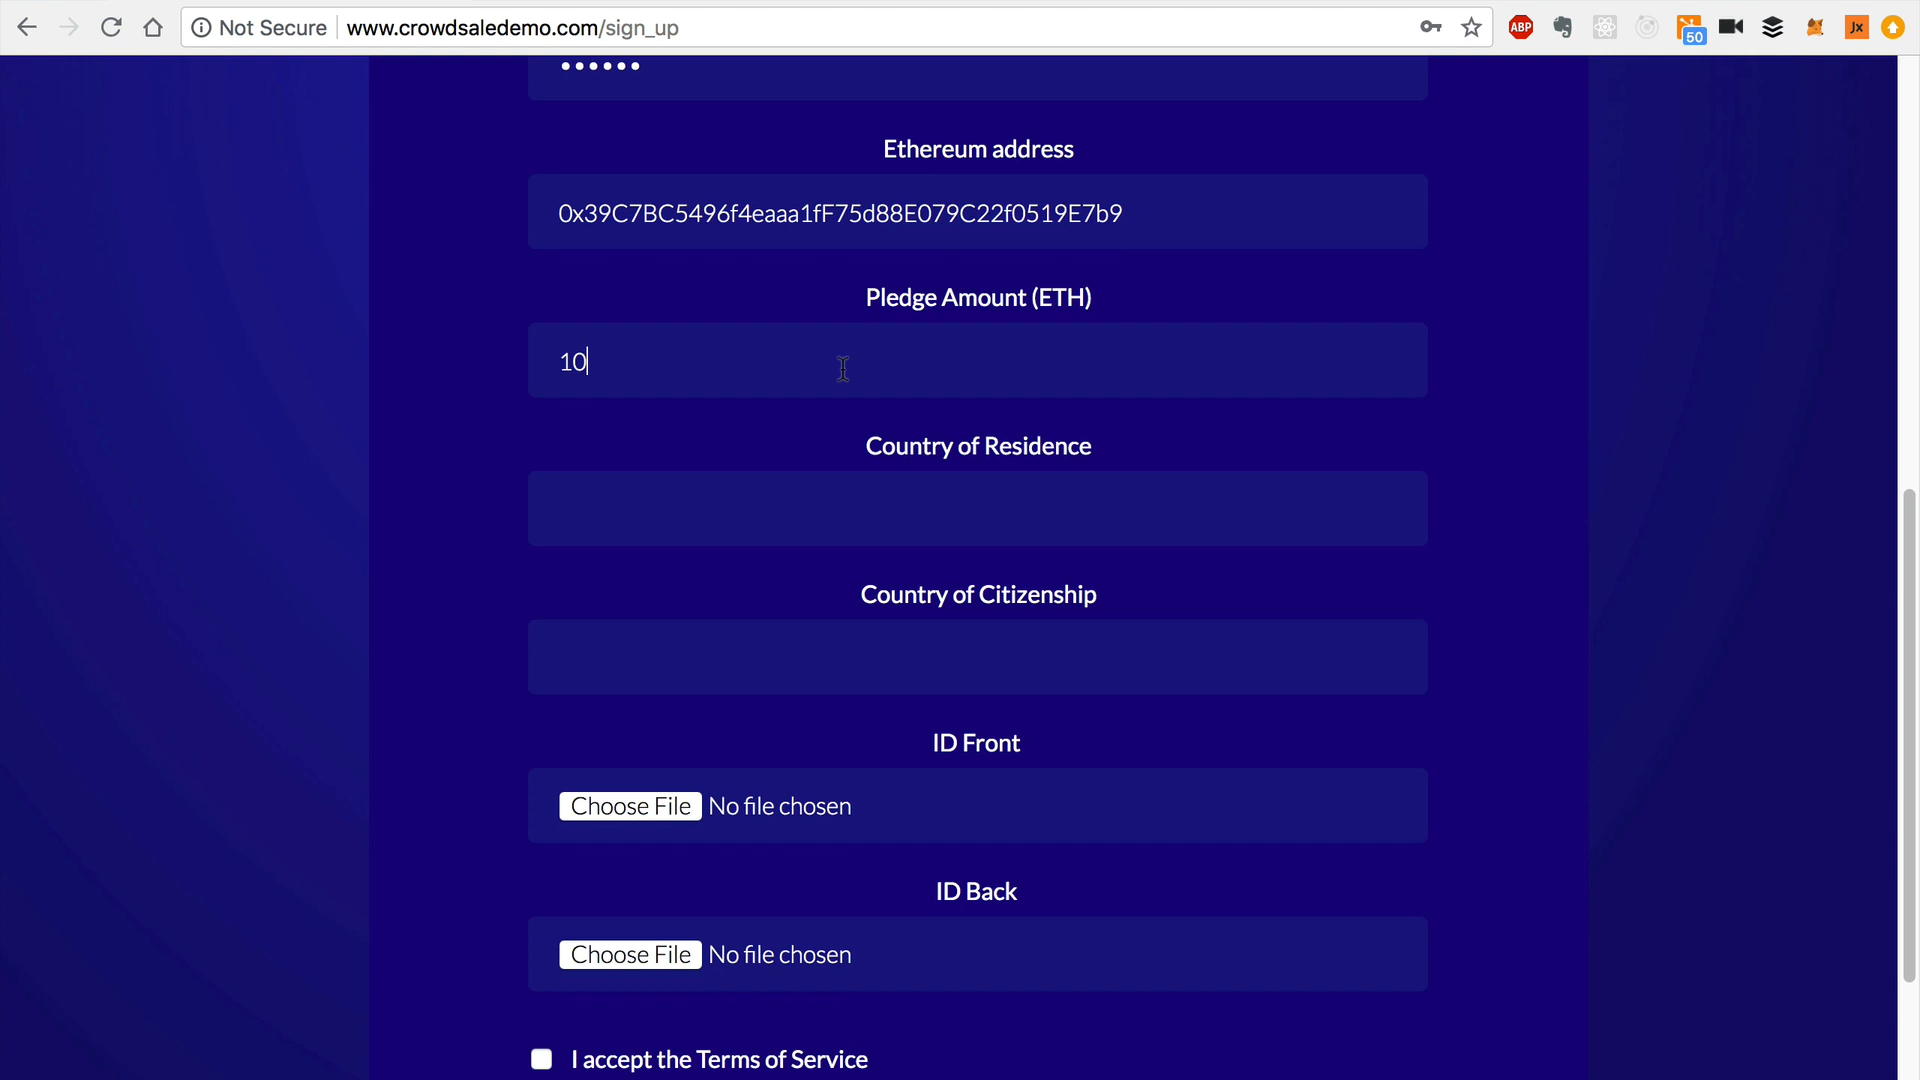 Not Secure www.crowdsaledemo.com/sign_up ABP 50 Jx
••••••
Ethereum address
0x39C7BC5496f4eaaa1fF75d88E079C22f0519E7b9
Pledge Amount (ETH)
10
Country of Residence
Country of Citizenship
ID Front
Choose File No file chosen
ID Back
Choose File No file chosen
I accept the Terms of Service